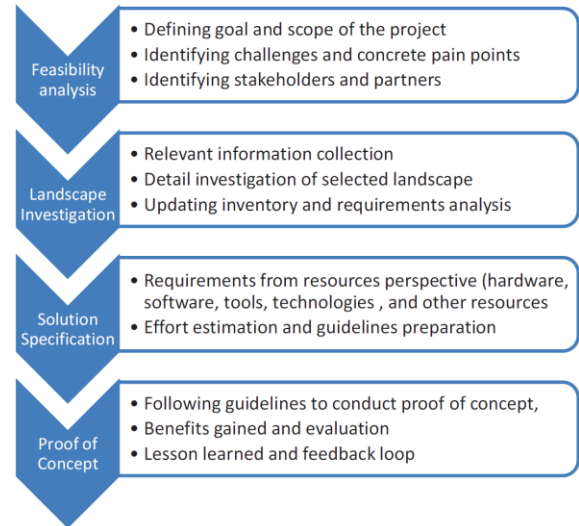 Feasibility
analysis
• Defining goal and scope of the project
• Identifying challenges and concrete pain points
• Identifying stakeholders and partners
Landscape
Investigation
• Relevant information collection
• Detail investigation of selected landscape
• Updating inventory and requirements analysis
Solution
Specification
• Requirements from resources perspective (hardware,
software, tools, technologies , and other resources
• Effort estimation and guidelines preparation
Proof of
Concept
• Following guidelines to conduct proof of concept,
• Benefits gained and evaluation
• Lesson learned and feedback loop